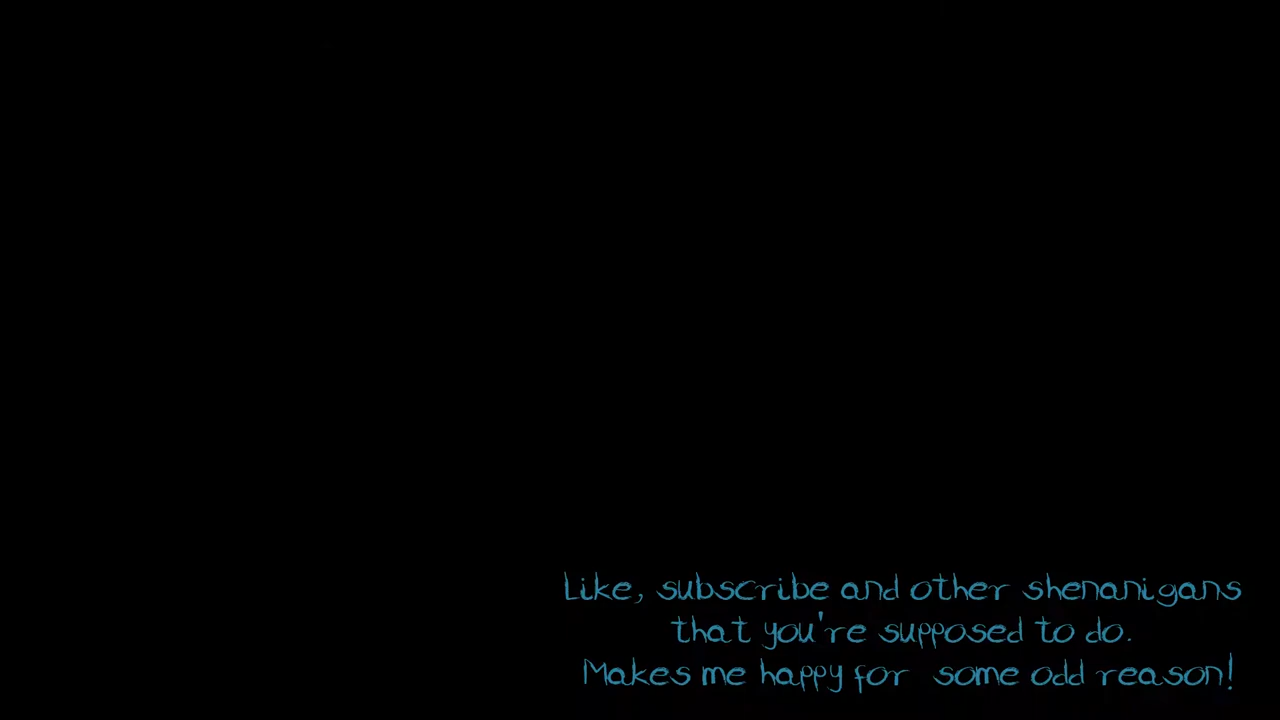 Like, subscribe and other shenanigans
that you're supposed to do.
Makes me happy for some odd reason!